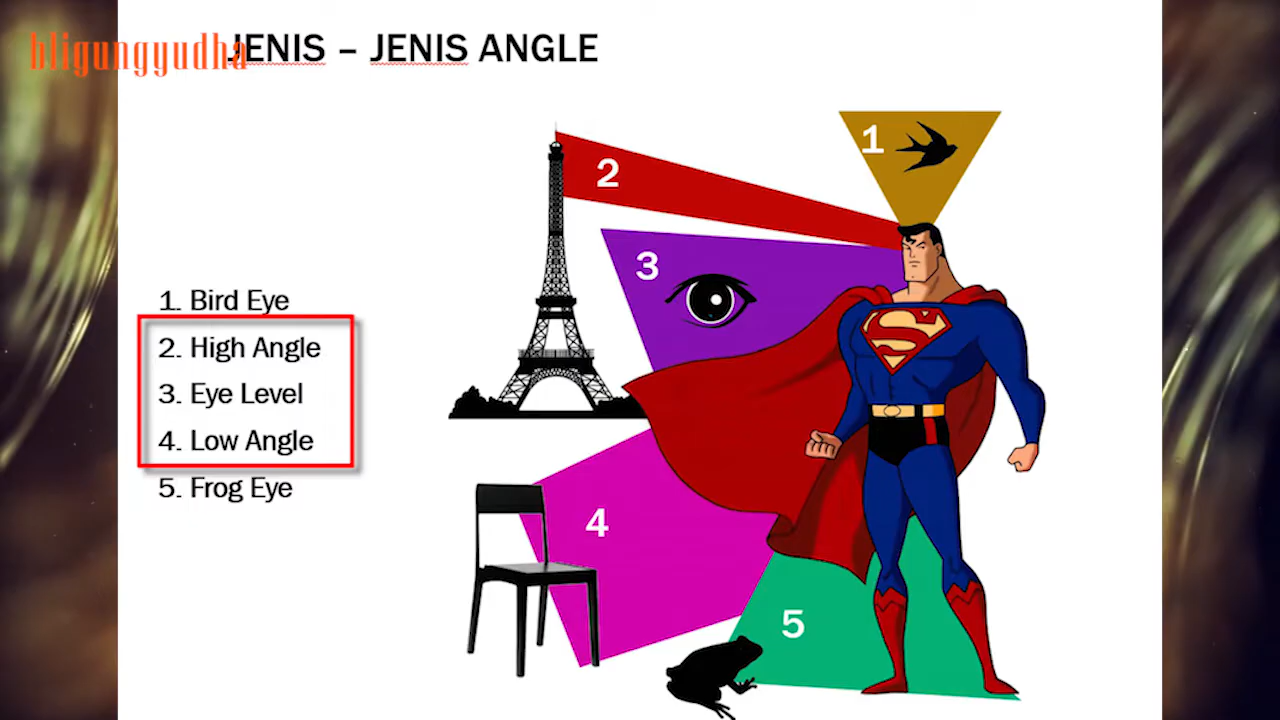 bligungyudha
JENIS – JENIS ANGLE
1
2
3
1. Bird Eye
2. High Angle
3. Eye Level
4. Low Angle
5. Frog Eye
S
4
5